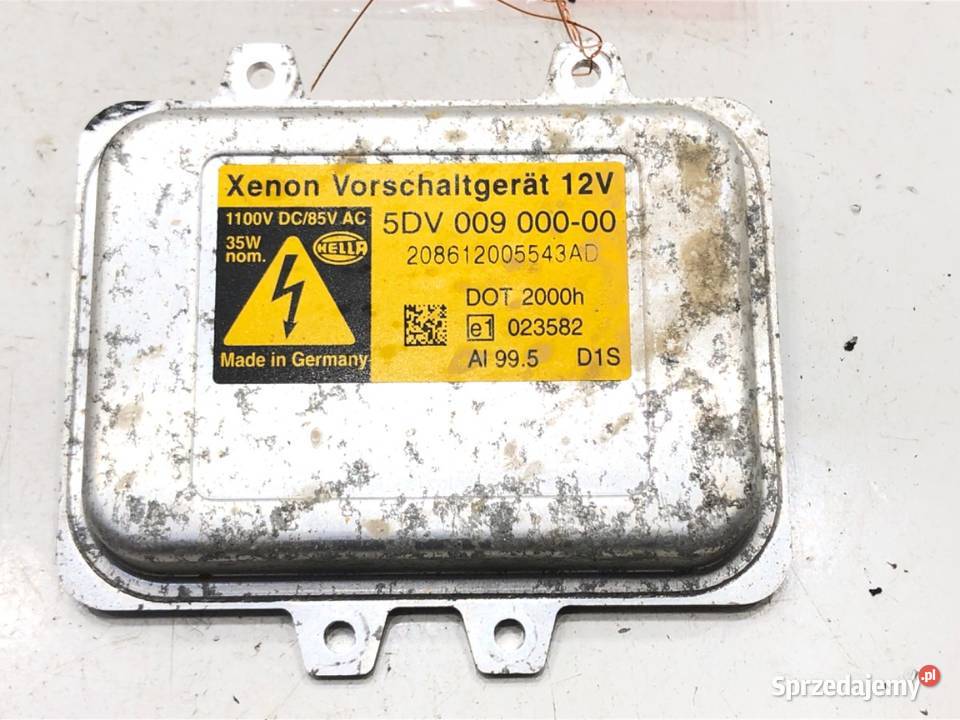 Xenon Vorschaltgerät 12V
1100V DC/85V AC
35W
nom.
HELLA
5DV 009 000-00
208612005543AD
DOT 2000h
e1 023582
Al 99.5 D1S
Made in Germany
Sprzedajemy.pl